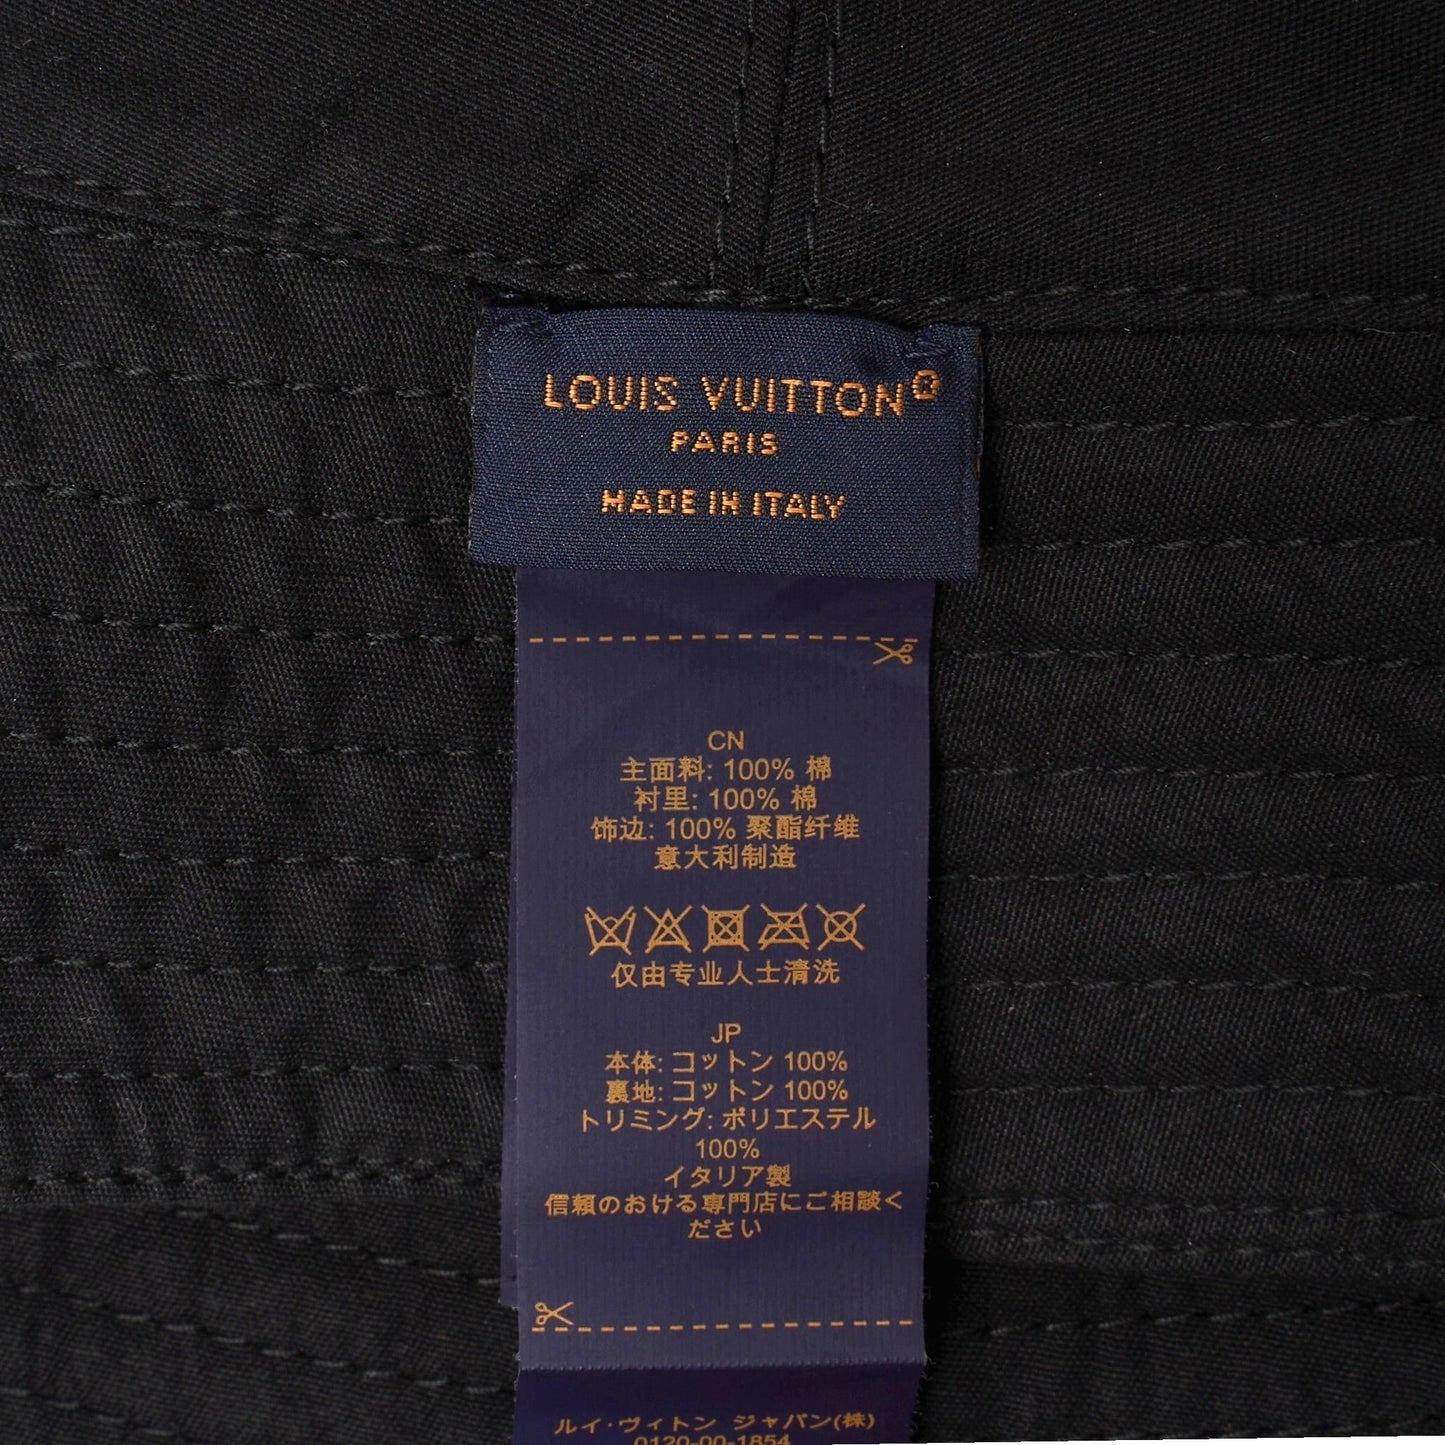 LOUIS VUITTON®
PARIS
MADE IN ITALY
CN
主面料: 100% 棉
衬里: 100% 棉
饰边: 100% 聚酯纤维
意大利制造
仅由专业人士清洗
JP
本体: コットン 100%
裏地: コットン 100%
トリミング: ポリエステル
100%
イタリア製
信頼のおける専門店にご相談く
ださい
ルイ・ヴィトン ジャパン(株)
0120-00-1854